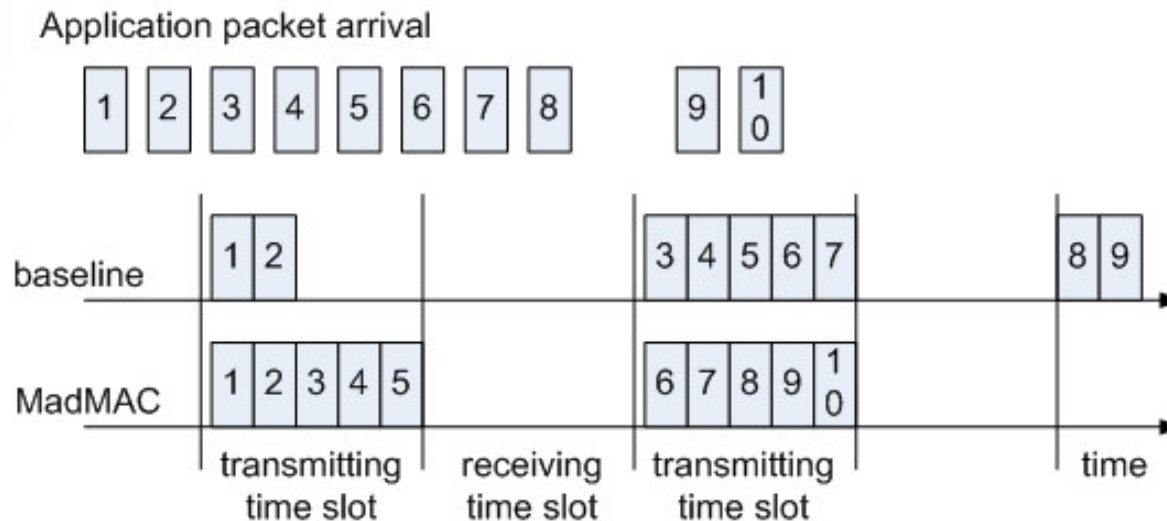 Application packet arrival
1 2 3 4 5 6 7 8 9 10
baseline 1 2 3 4 5 6 7 8 9
MadMAC 1 2 3 4 5 6 7 8 9 10
transmitting time slot
receiving time slot
transmitting time slot
time